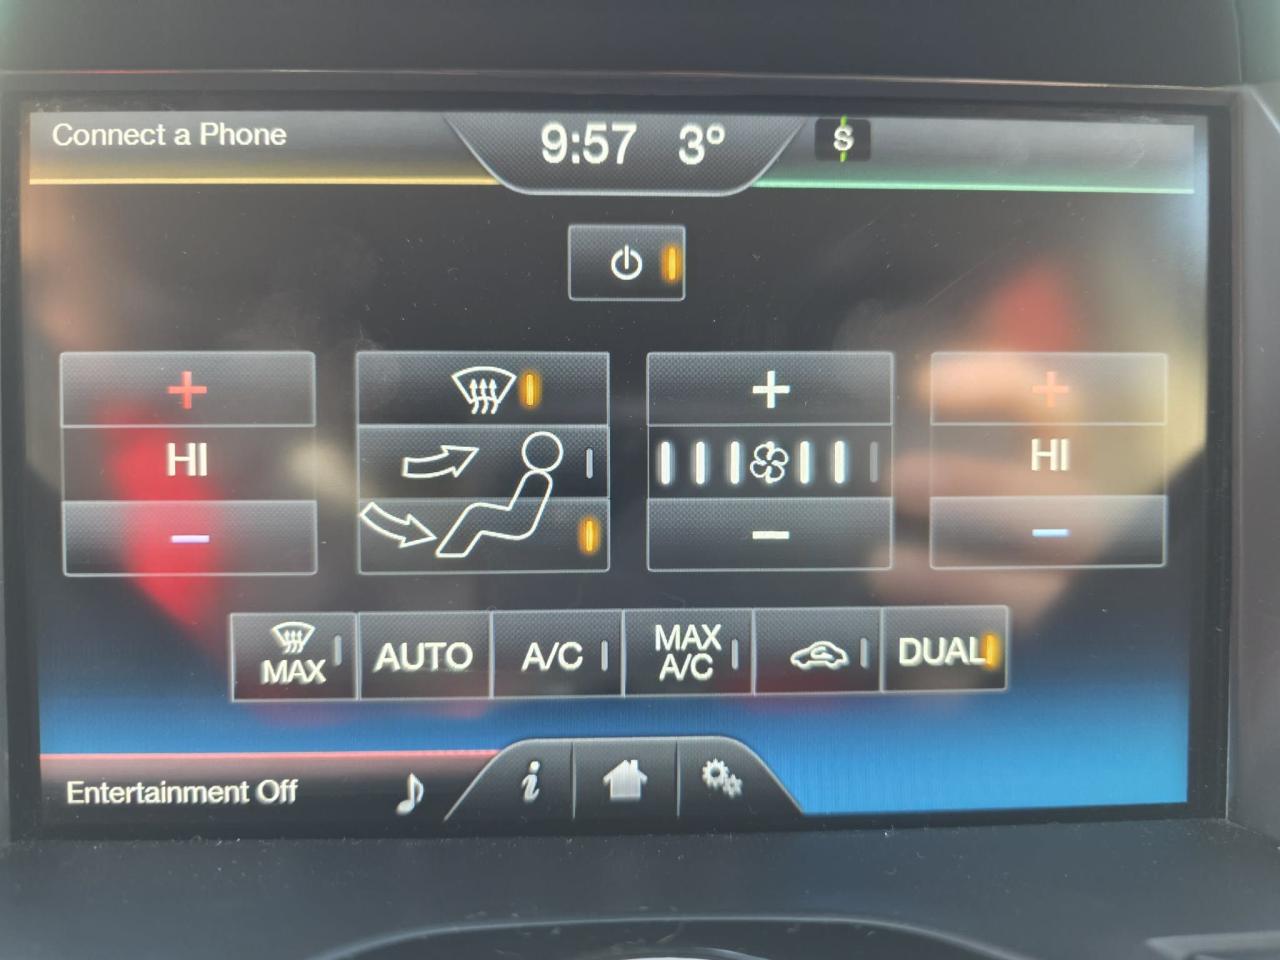 Connect a Phone
9:57 3°
S
+
HI
-
+
-
+
HI
-
MAX
AUTO
A/C
MAX
A/C
DUAL
Entertainment Off
i